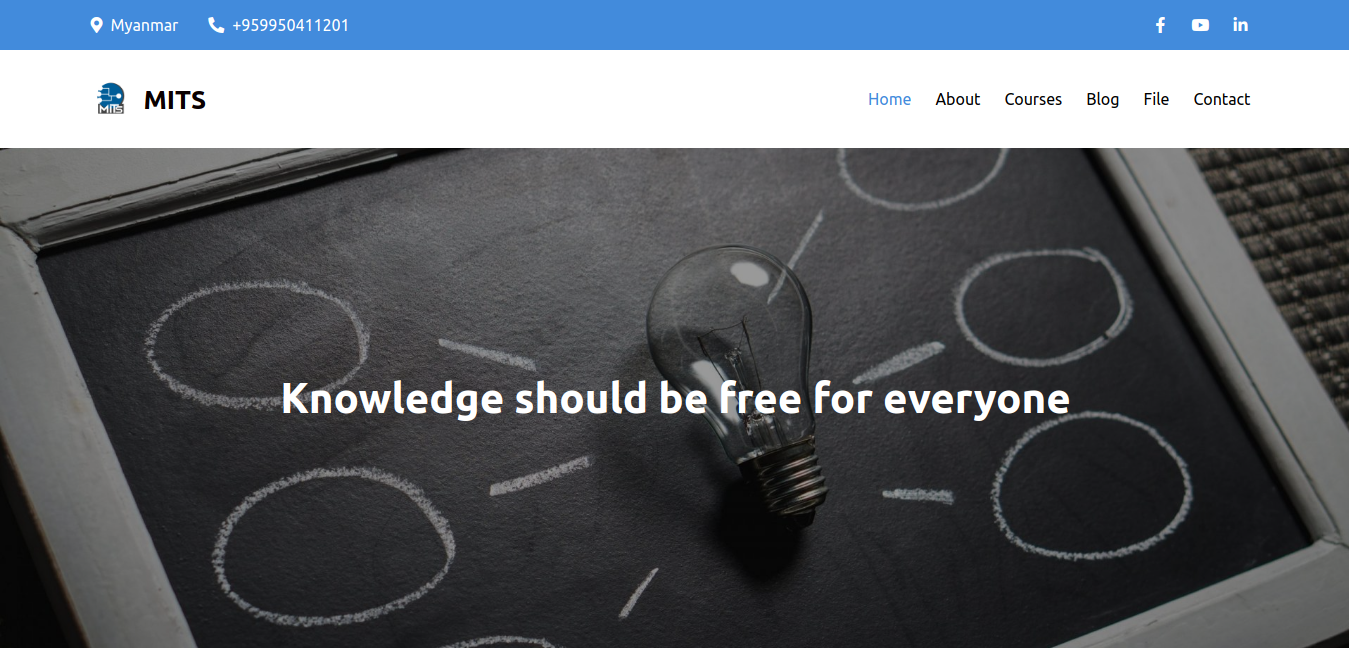 Myanmar +959950411201
MITS
MITS
Home About Courses Blog File Contact
Knowledge should be free for everyone